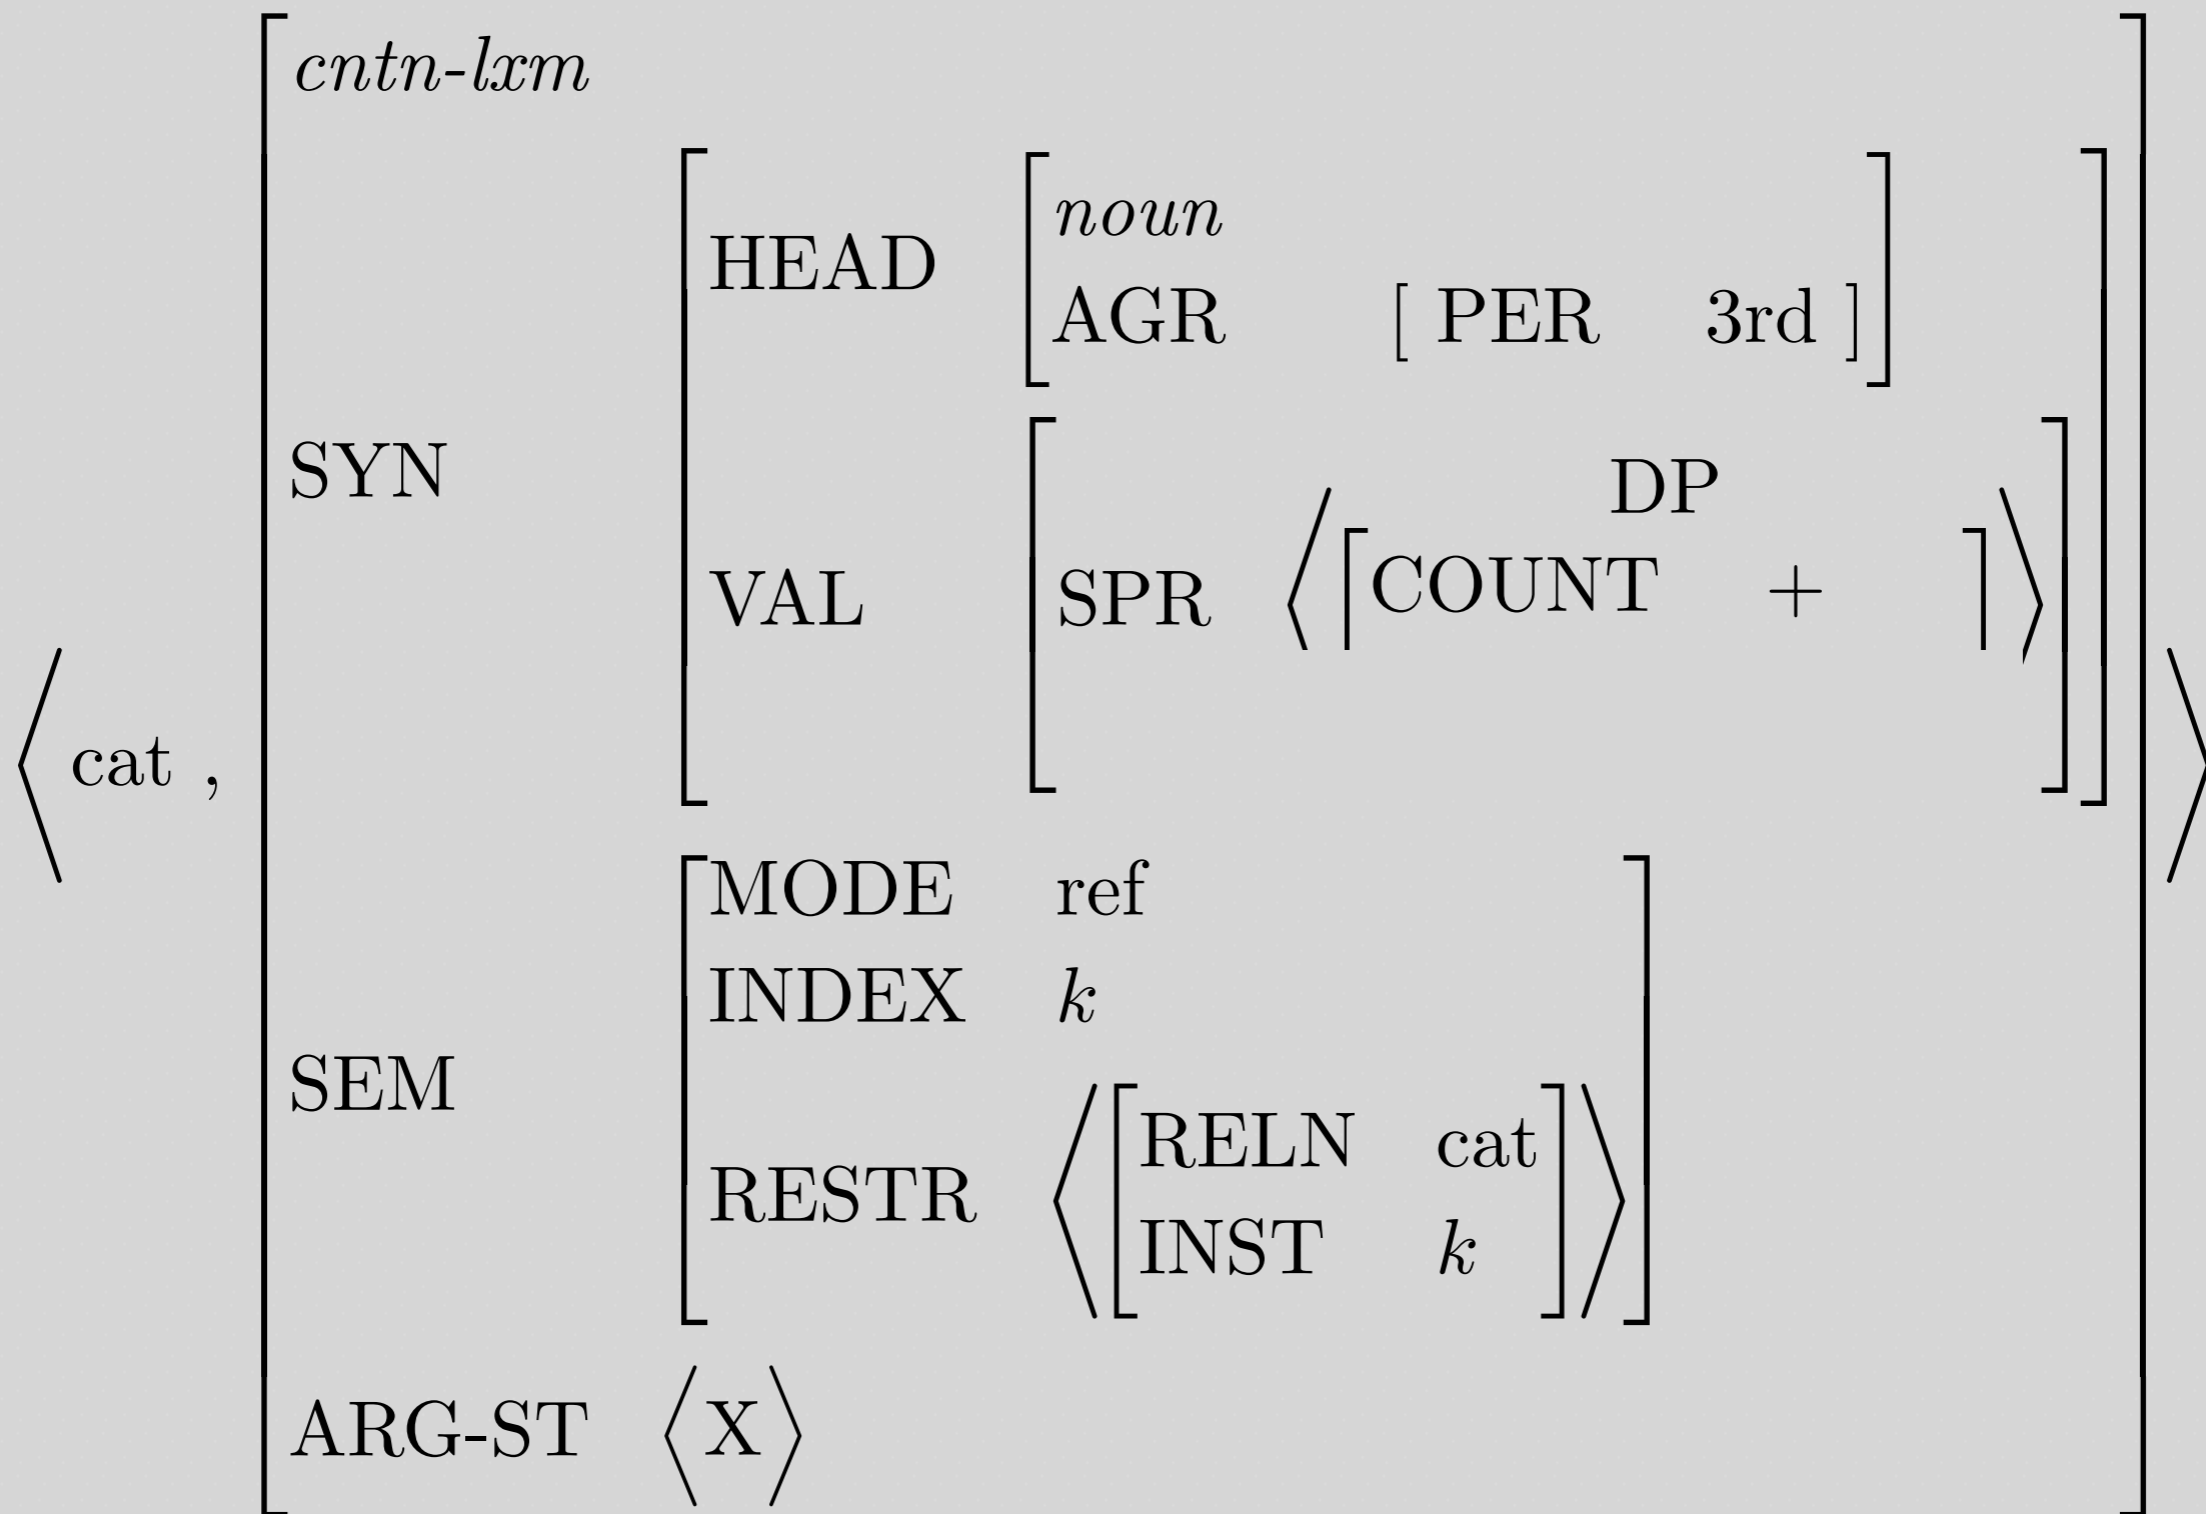 cntn-lxm
HEAD [ noun
AGR [ PER 3rd ] ]
SYN
VAL [ SPR ⟨ DP
[ COUNT + ] ⟩ ]
⟨ cat ,
MODE ref
INDEX k
SEM
RESTR ⟨ [ RELN cat
INST k ] ⟩
ARG-ST ⟨ X ⟩ ⟩